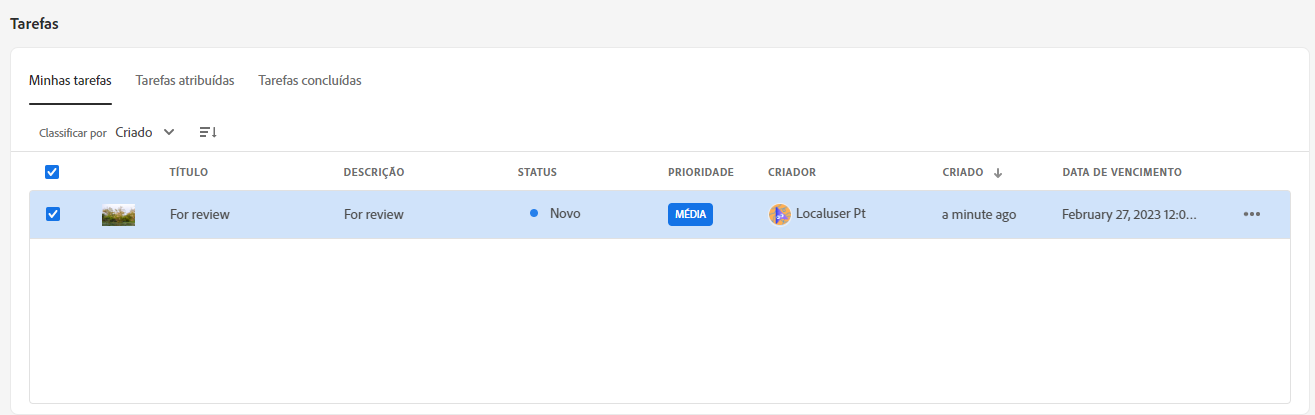 Tarefas
Minhas tarefas Tarefas atribuídas Tarefas concluídas
Classificar por Criado
TÍTULO DESCRIÇÃO STATUS PRIORIDADE CRIADOR CRIADO DATA DE VENCIMENTO
For review For review Novo MÉDIA Localuser Pt a minute ago February 27, 2023 12:0...